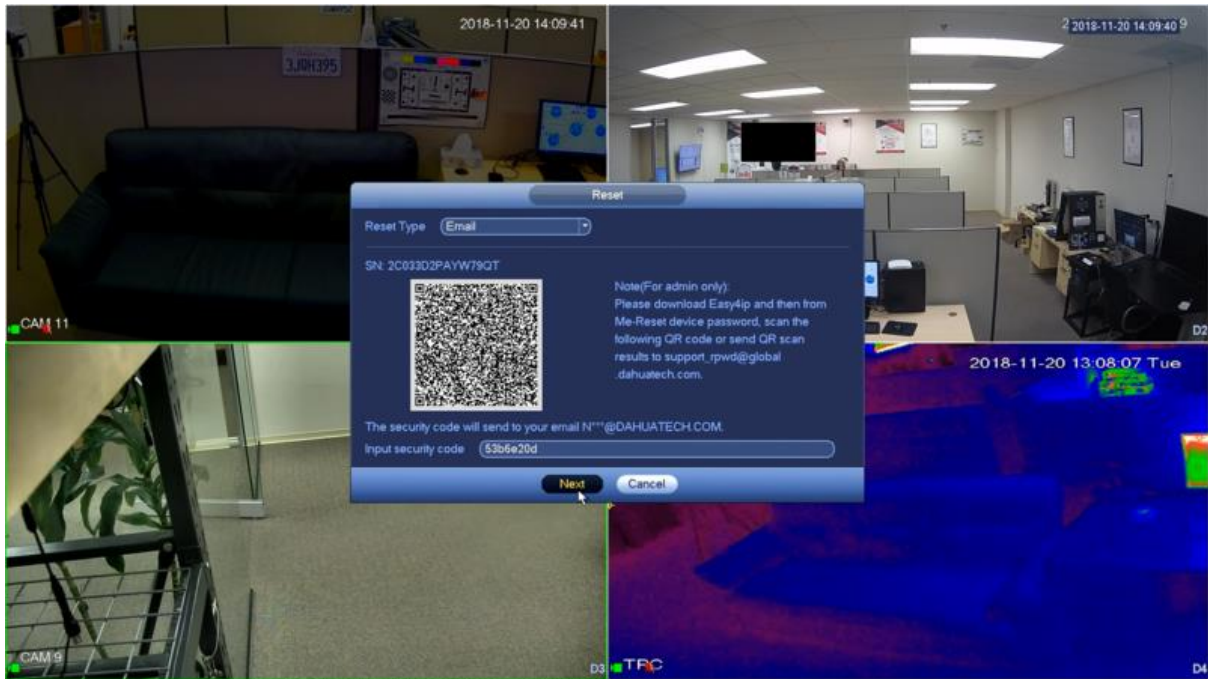 2018-11-20 14:09:41
3JRH395
2018-11-20 14:09:40
CAM 11
D2
Reset
Reset Type
Email
SN: 2C033D2PAYW79QT
Note(For admin only):
Please download Easy4ip and then from
Me-Reset device password, scan the
following QR code or send QR scan
results to support_rpwd@global
.dahuatech.com.
The security code will send to your email N***@DAHUATECH.COM.
Input security code
53b6e20d
Next
Cancel
2018-11-20 13:08:07 Tue
CAM 9
D3
TPC
D4